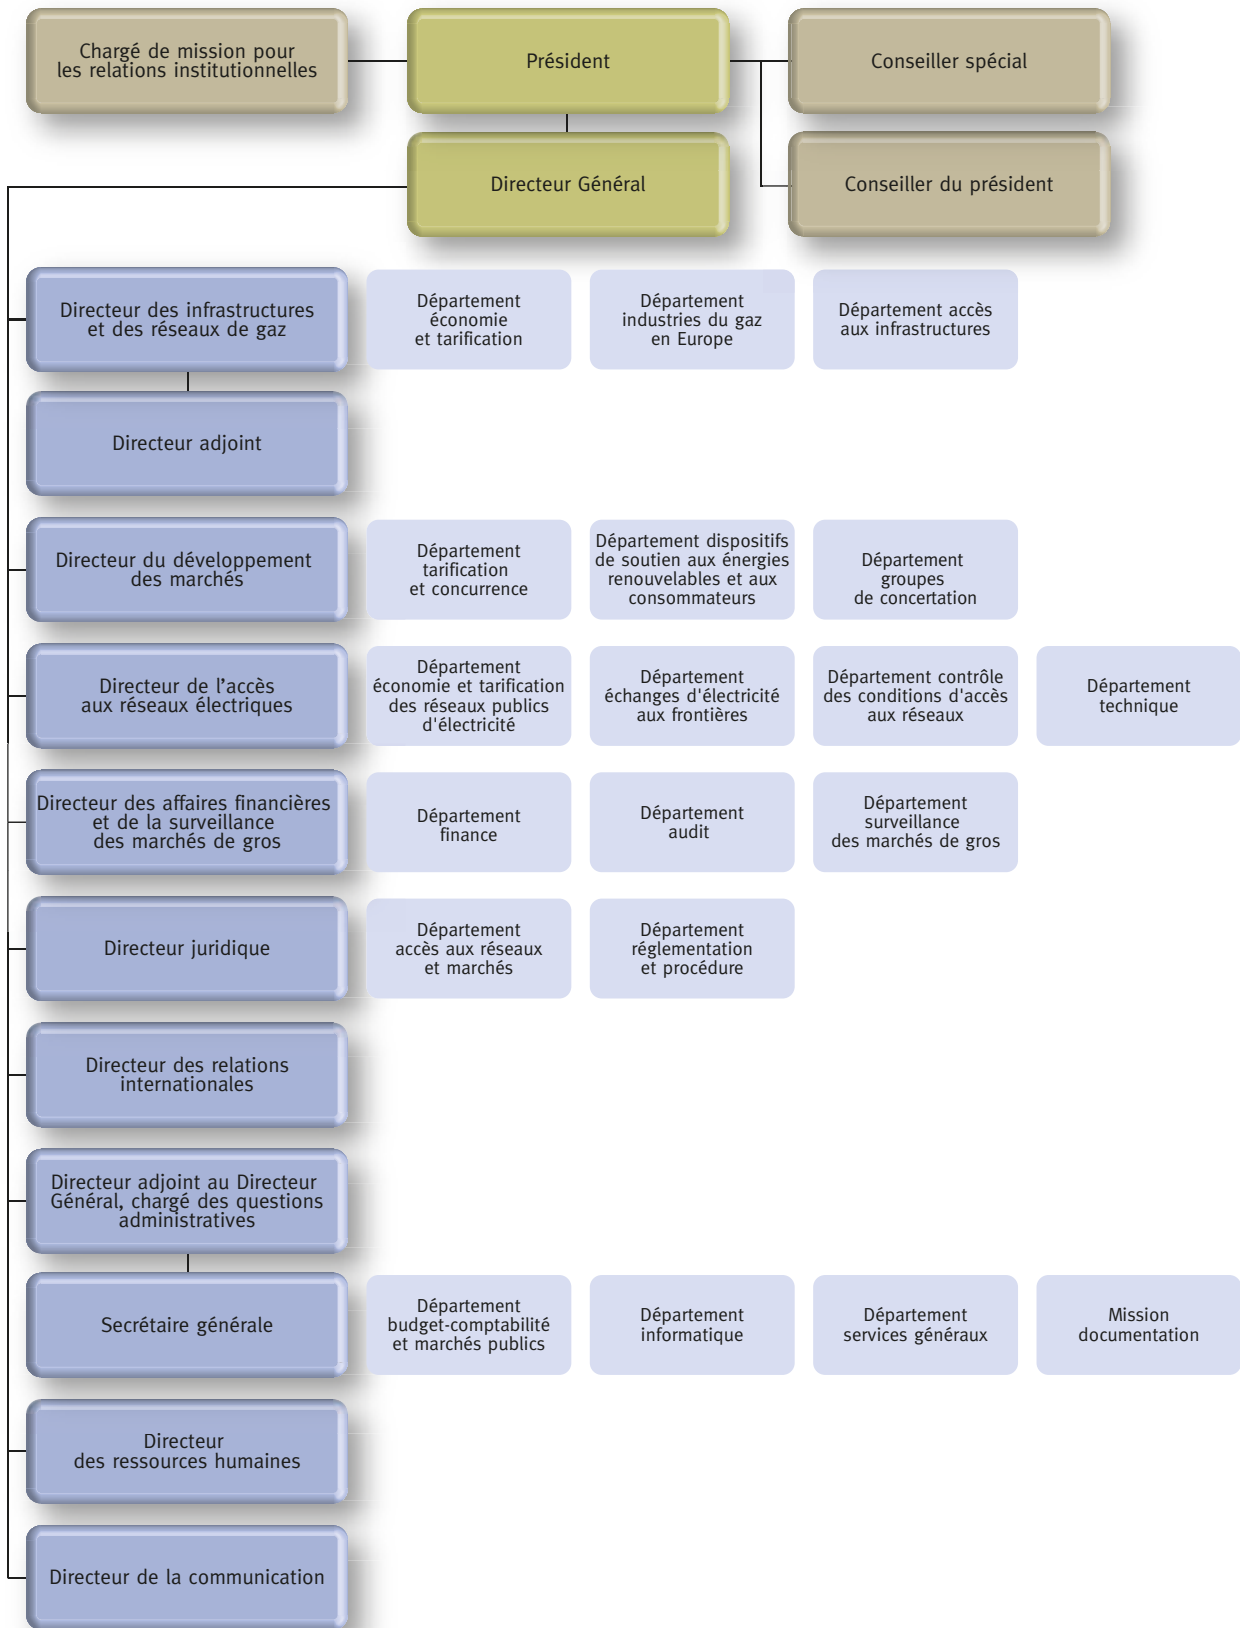 Chargé de mission pour
les relations institutionnelles
Président
Conseiller spécial
Directeur Général
Conseiller du président
Directeur des infrastructures
et des réseaux de gaz
Département
économie
et tarification
Département
industries du gaz
en Europe
Département accès
aux infrastructures
Directeur adjoint
Directeur du développement
des marchés
Département
tarification
et concurrence
Département dispositifs
de soutien aux énergies
renouvelables et aux
consommateurs
Département
groupes
de concertation
Directeur de l’accès
aux réseaux électriques
Département
économie et tarification
des réseaux publics
d'électricité
Département
échanges d'électricité
aux frontières
Département contrôle
des conditions d'accès
aux réseaux
Département
technique
Directeur des affaires financières
et de la surveillance
des marchés de gros
Département
finance
Département
audit
Département
surveillance
des marchés de gros
Directeur juridique
Département
accès aux réseaux
et marchés
Département
réglementation
et procédure
Directeur des relations
internationales
Directeur adjoint au Directeur
Général, chargé des questions
administratives
Secrétaire générale
Département
budget-comptabilité
et marchés publics
Département
informatique
Département
services généraux
Mission
documentation
Directeur
des ressources humaines
Directeur de la communication